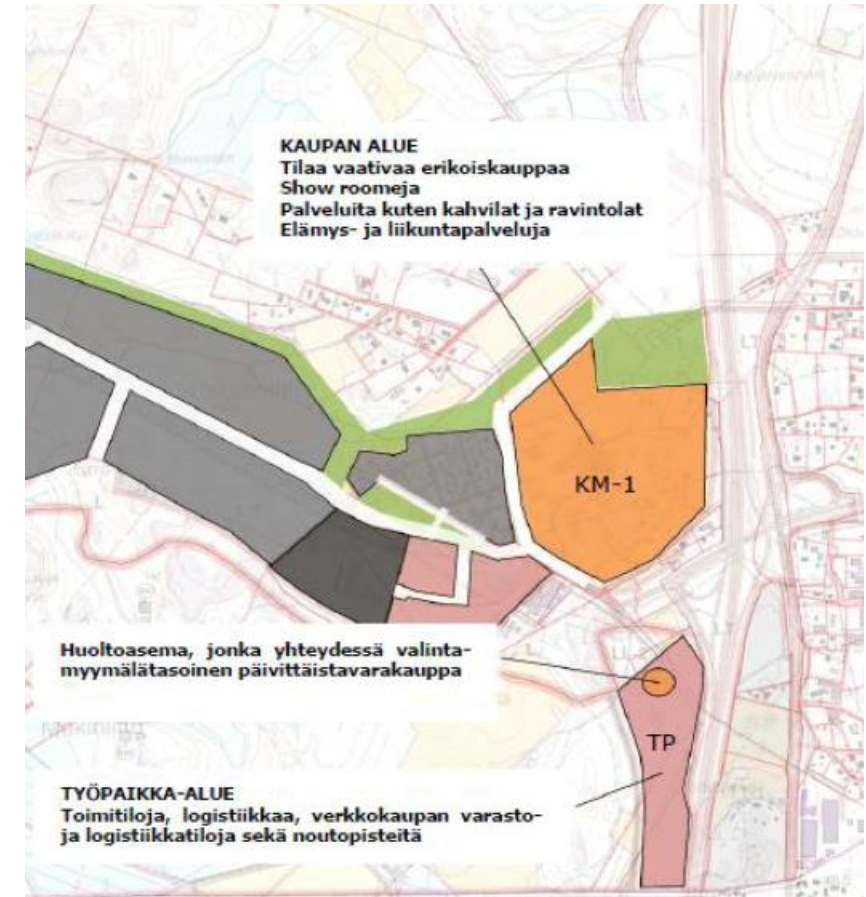 KAUPAN ALUE
Tilaa vaativaa erikoiskauppaa
Show roomeja
Palveluita kuten kahvilat ja ravintolat
Elämys- ja liikuntapalveluja
KM-1
Huoltoasema, jonka yhteydessä valinta-
myymälätasoinen päivittäistavarakauppa
TP
TYÖPAIKKA-ALUE
Toimitiloja, logistiikkaa, verkkokaupan varasto-
ja logistiikkatiloja sekä noutopisteitä